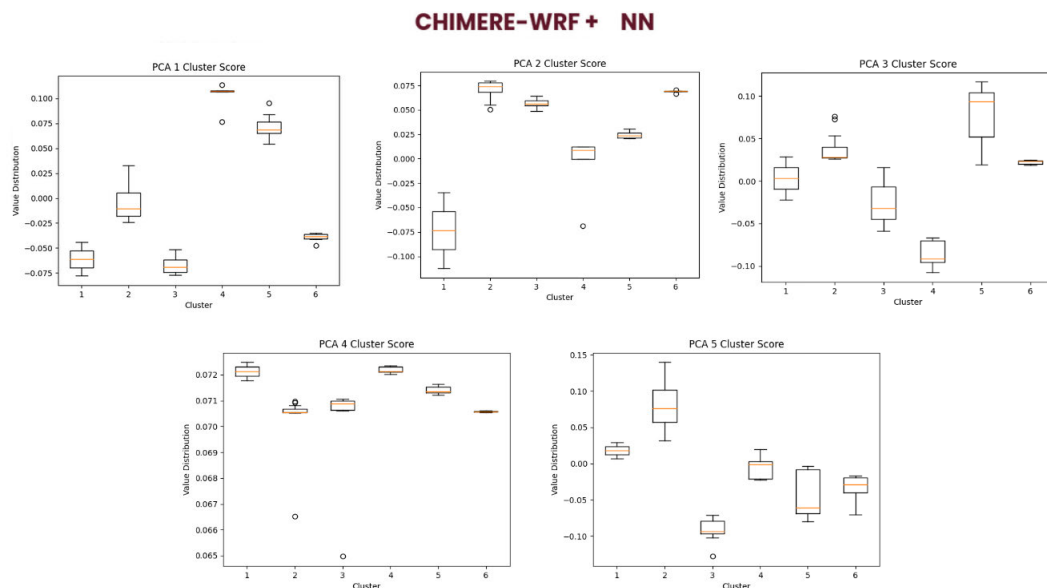 CHIMERE-WRF + NN
PCA 1 Cluster Score
Value Distribution
0.100
0.075
0.050
0.025
0.000
−0.025
−0.050
−0.075
1 2 3 4 5 6
Cluster
PCA 2 Cluster Score
Value Distribution
0.075
0.050
0.025
0.000
−0.025
−0.050
−0.075
−0.100
1 2 3 4 5 6
Cluster
PCA 3 Cluster Score
Value Distribution
0.10
0.05
0.00
−0.05
−0.10
1 2 3 4 5 6
Cluster
PCA 4 Cluster Score
Value Distribution
0.072
0.071
0.070
0.069
0.068
0.067
0.066
0.065
1 2 3 4 5 6
Cluster
PCA 5 Cluster Score
Value Distribution
0.15
0.10
0.05
0.00
−0.05
−0.10
1 2 3 4 5 6
Cluster